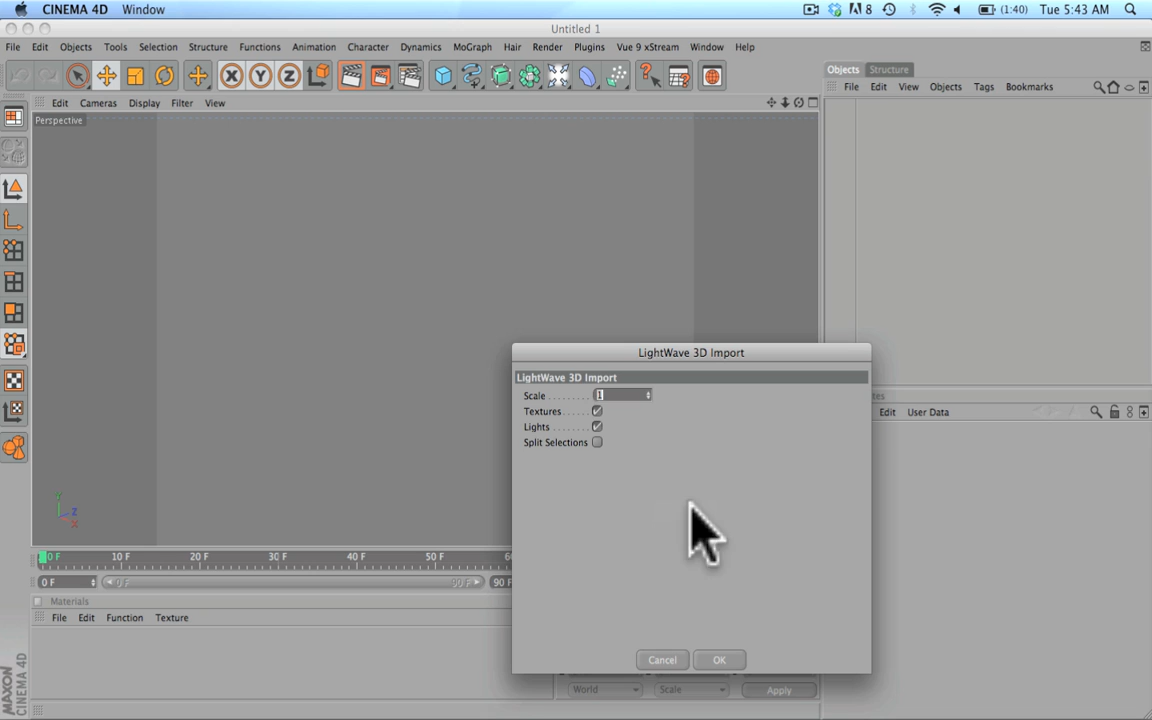 CINEMA 4D Window 8 (1:40) Tue 5:43 AM
Untitled 1
File Edit Objects Tools Selection Structure Functions Animation Character Dynamics MoGraph Hair Render Plugins Vue 9 xStream Window Help
X Y Z
Objects Structure
File Edit View Objects Tags Bookmarks
Edit Cameras Display Filter View
Perspective
LightWave 3D Import
LightWave 3D Import
Scale 1
Textures
Lights
Split Selections
Edit User Data
Y
Z
X
0 F 10 F 20 F 30 F 40 F 50 F
0 F 0 F 90 F 90 F
Materials
File Edit Function Texture
Cancel OK
World Scale Apply
MAXON
CINEMA 4D